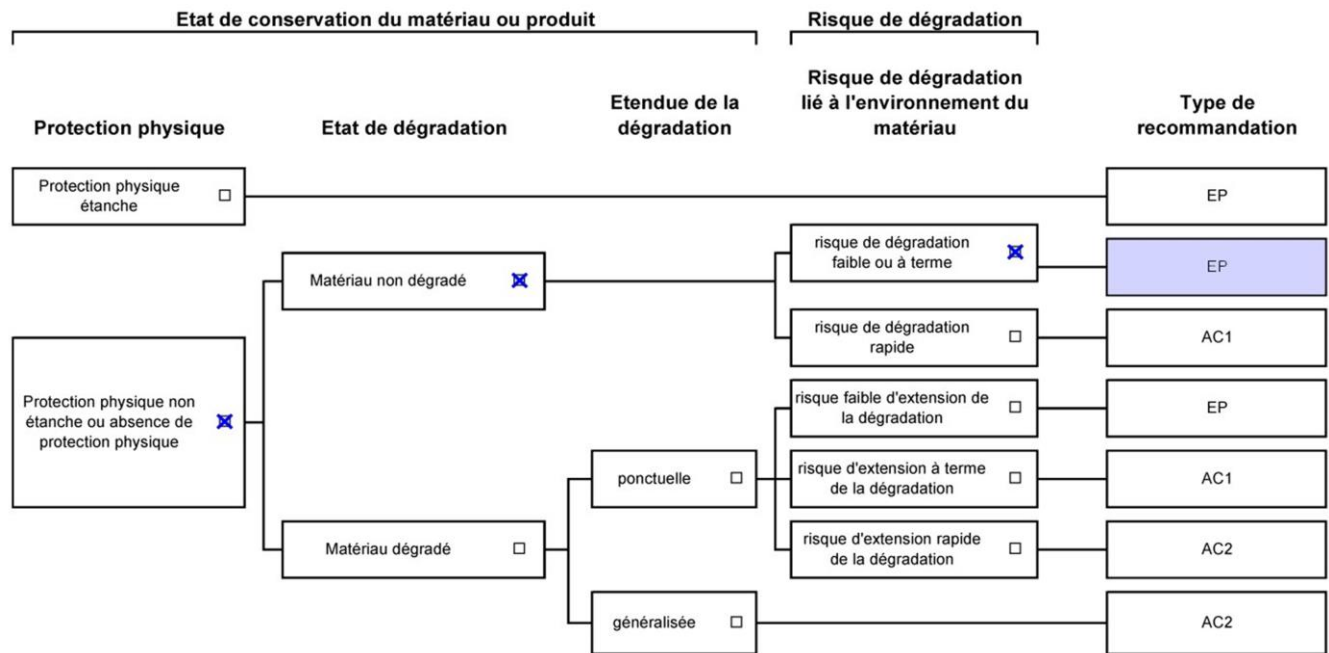 Etat de conservation du matériau ou produit
Risque de dégradation
Protection physique
Etat de dégradation
Etendue de la
dégradation
Risque de dégradation
lié à l'environnement du
matériau
Type de
recommandation
Protection physique
étanche
EP
Matériau non dégradé
risque de dégradation
faible ou à terme
EP
risque de dégradation
rapide
AC1
Protection physique non
étanche ou absence de
protection physique
risque faible d'extension de
la dégradation
EP
ponctuelle
risque d'extension à terme
de la dégradation
AC1
Matériau dégradé
risque d'extension rapide
de la dégradation
AC2
généralisée
AC2